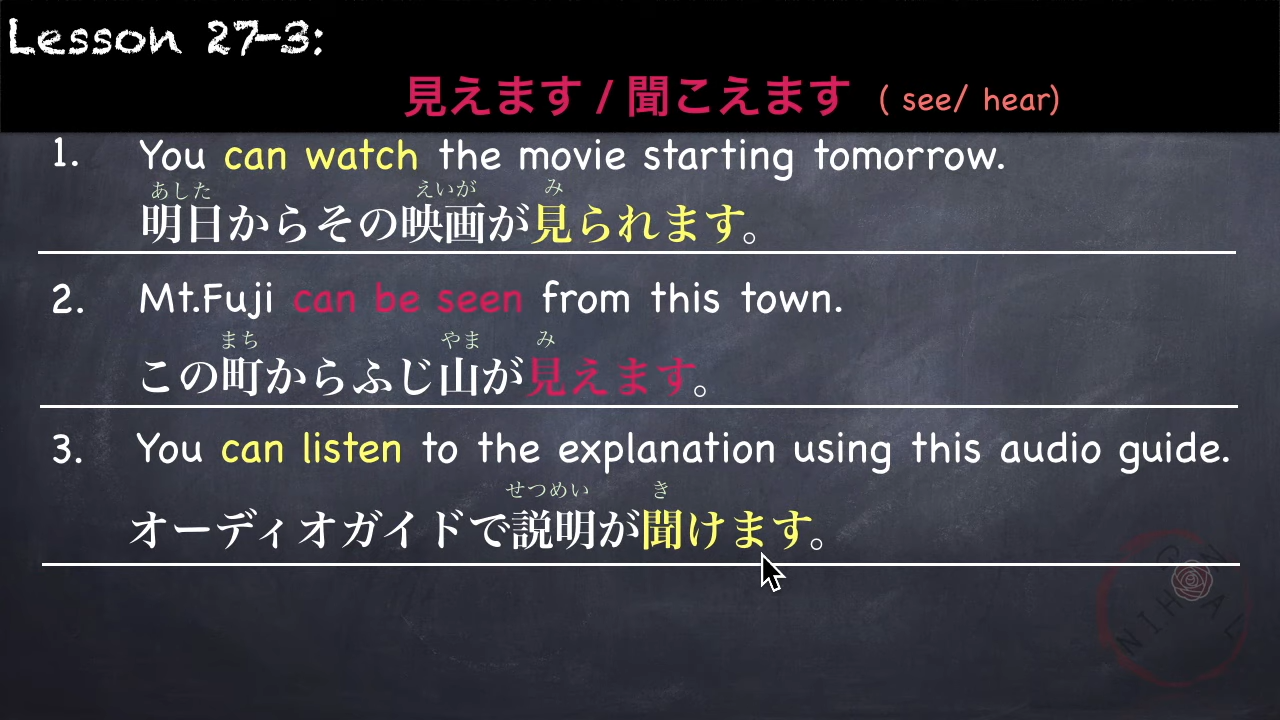 Lesson 27-3:
見えます / 聞こえます ( see/ hear)
1. You can watch the movie starting tomorrow.
あした えいが み
明日からその映画が見られます。
2. Mt.Fuji can be seen from this town.
まち やま み
この町からふじ山が見えます。
3. You can listen to the explanation using this audio guide.
せつめい き
オーディオガイドで説明が聞けます。